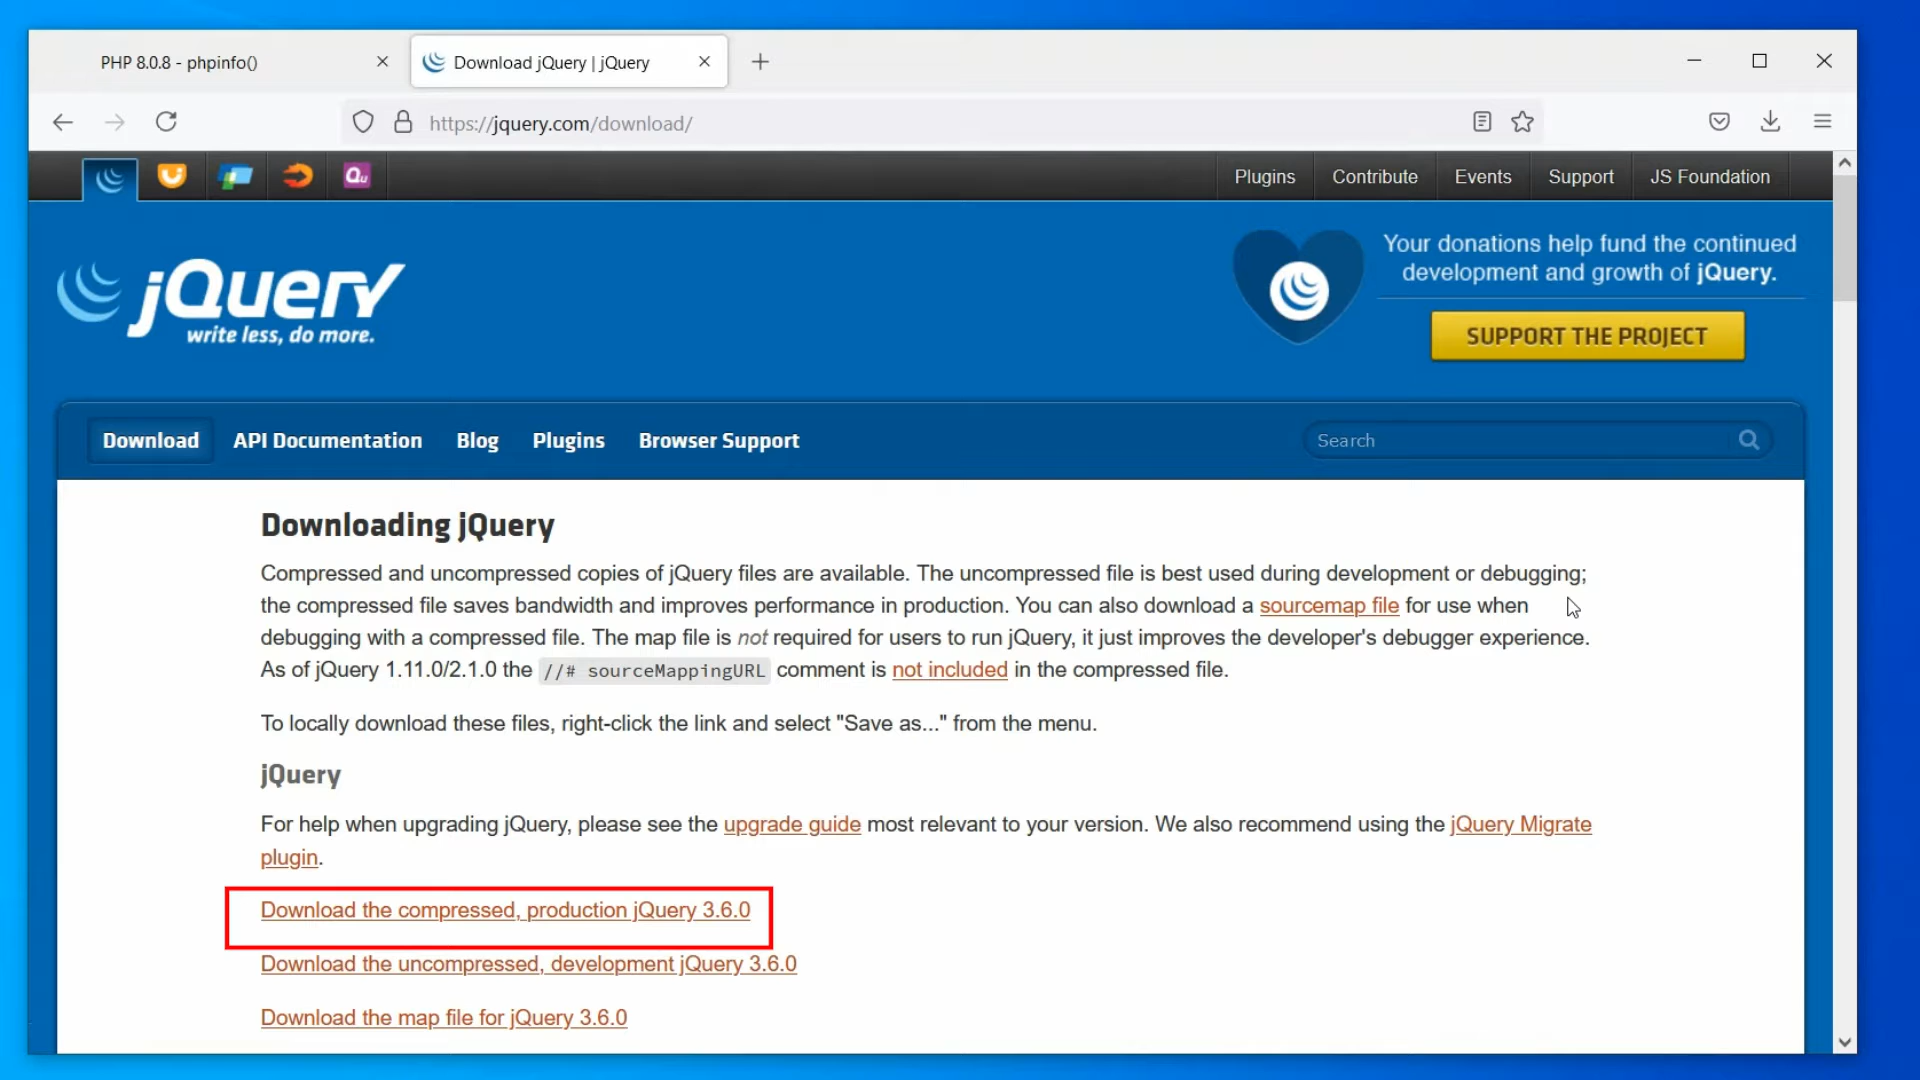 PHP 8.0.8 - phpinfo()
Download jQuery | jQuery
https://jquery.com/download/
Qu
Plugins
Contribute
Events
Support
JS Foundation
jQuery
write less, do more.
Your donations help fund the continued
development and growth of jQuery.
SUPPORT THE PROJECT
Download
API Documentation
Blog
Plugins
Browser Support
Search
Downloading jQuery
Compressed and uncompressed copies of jQuery files are available. The uncompressed file is best used during development or debugging;
the compressed file saves bandwidth and improves performance in production. You can also download a sourcemap file for use when
debugging with a compressed file. The map file is not required for users to run jQuery, it just improves the developer's debugger experience.
As of jQuery 1.11.0/2.1.0 the //# sourceMappingURL comment is not included in the compressed file.
To locally download these files, right-click the link and select "Save as..." from the menu.
jQuery
For help when upgrading jQuery, please see the upgrade guide most relevant to your version. We also recommend using the jQuery Migrate
plugin.
Download the compressed, production jQuery 3.6.0
Download the uncompressed, development jQuery 3.6.0
Download the map file for jQuery 3.6.0